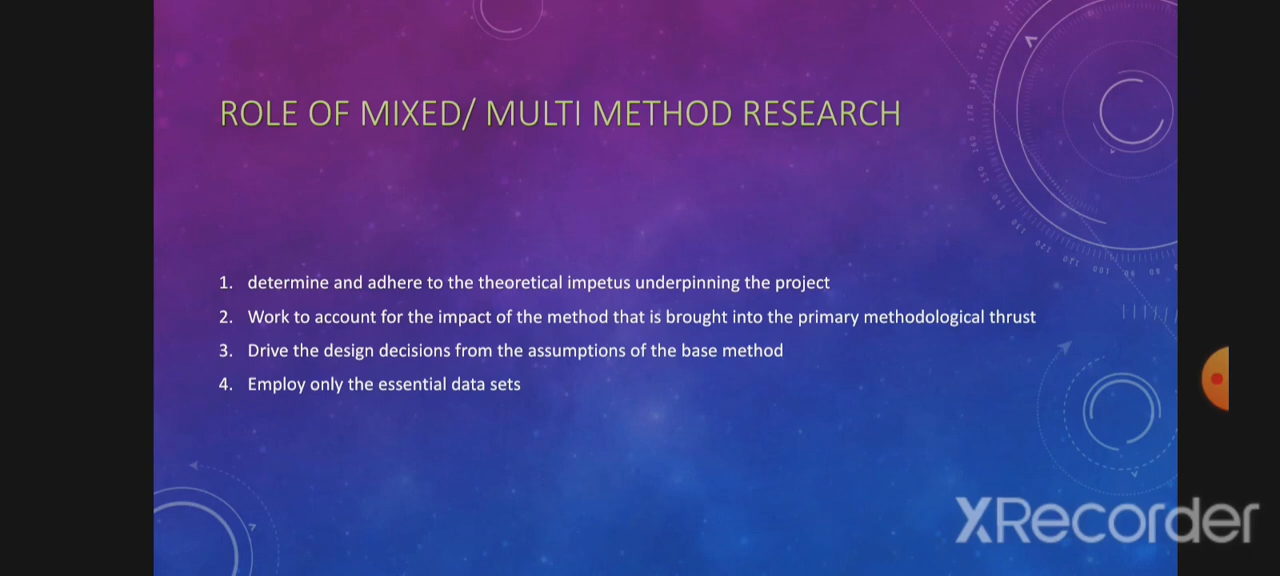 ROLE OF MIXED/ MULTI METHOD RESEARCH
1. determine and adhere to the theoretical impetus underpinning the project
2. Work to account for the impact of the method that is brought into the primary methodological thrust
3. Drive the design decisions from the assumptions of the base method
4. Employ only the essential data sets
XRecorder